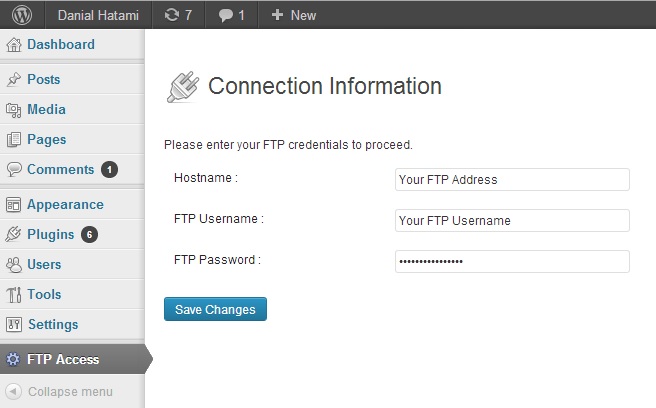 Danial Hatami 7 1 New
Dashboard
Posts
Media
Pages
Comments 1
Appearance
Plugins 6
Users
Tools
Settings
FTP Access
Collapse menu
Connection Information
Please enter your FTP credentials to proceed.
Hostname : Your FTP Address
FTP Username : Your FTP Username
FTP Password : ••••••••••••••••
Save Changes